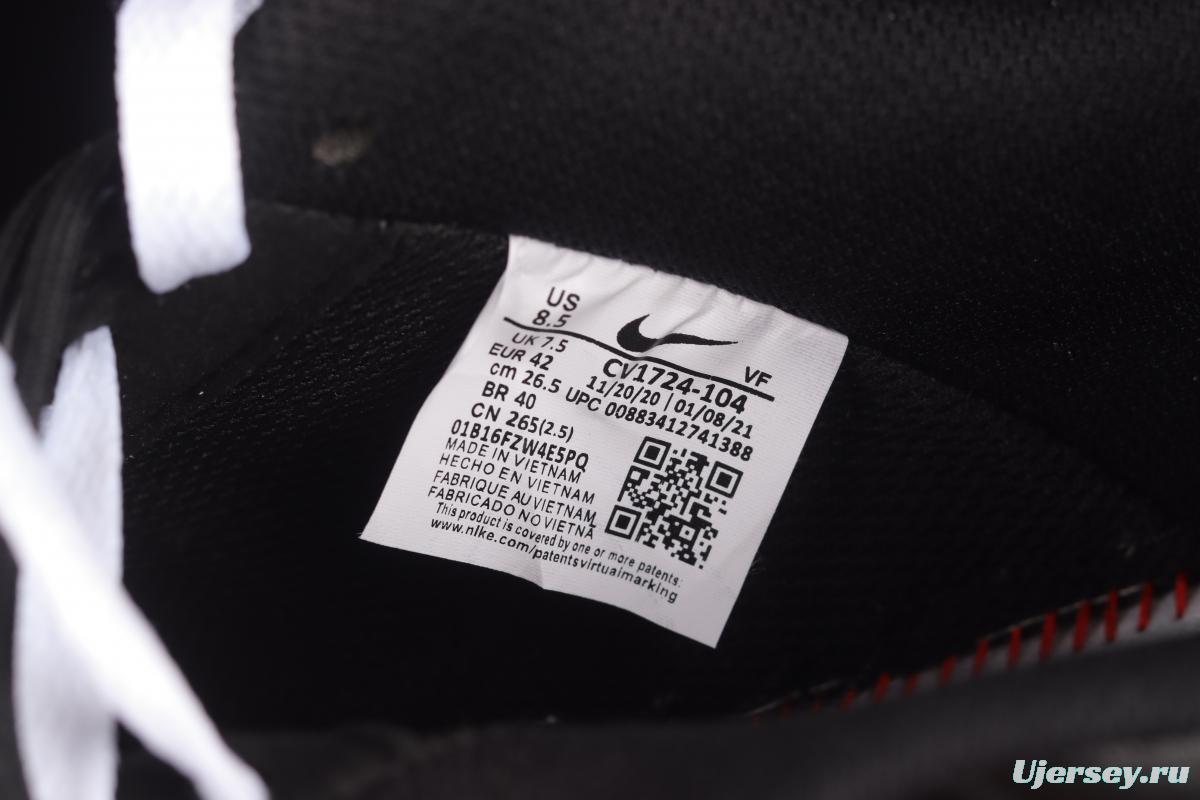 US
8.5
VF
UK 7.5
EUR 42
cm 26.5
BR 40
CN 265(2.5)
01B16FZW4E5PQ
CV1724-104
11/20/20 | 01/08/21
UPC 00883412741388
MADE IN VIETNAM
HECHO EN VIETNAM
FABRIQUE AU VIETNAM
FABRICADO NO VIETNÃ
This product is covered by one or more patents:
www.nike.com/patentsvirtualmarking
Ujersey.ru